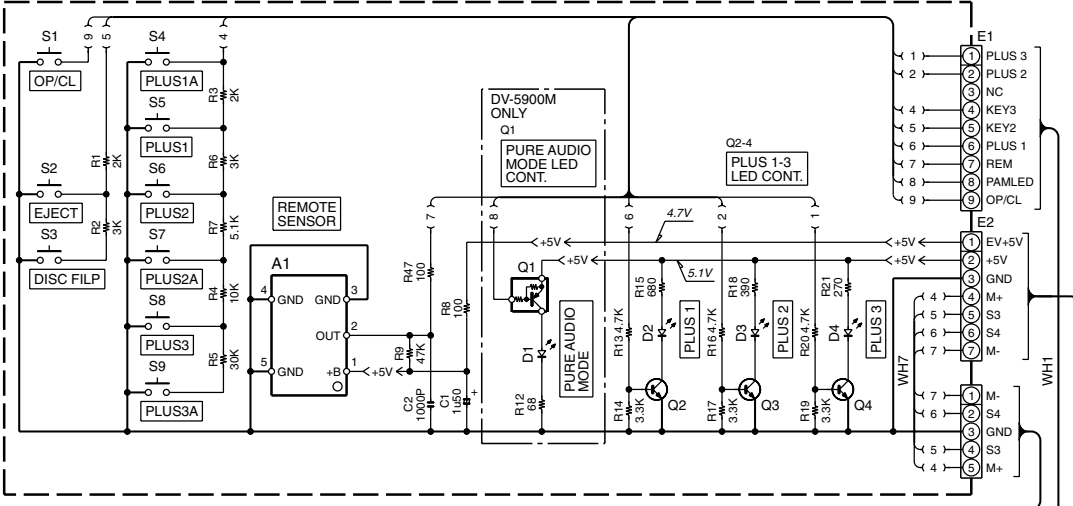 S1
OP/CL
9
5
S4
PLUS1A
4
R3
2K
S5
PLUS1
R1
2K
R6
3K
S2
EJECT
S6
PLUS2
R2
3K
R7
5.1K
S3
DISC FILP
S7
PLUS2A
R4
10K
S8
PLUS3
R5
30K
S9
PLUS3A
REMOTE
SENSOR
A1
4
GND
GND
3
OUT
2
5
GND
+B
1
+5V
R9
47K
R47
100
R8
100
C2
1000P
C1
1u50
+
7
DV-5900M
ONLY
Q1
PURE AUDIO
MODE LED
CONT.
8
Q1
D1
R12
68
PURE AUDIO
MODE
Q2-4
PLUS 1-3
LED CONT.
6
2
1
4.7V
+5V
+5V
+5V
5.1V
+5V
R13 4.7K
R15
680
D2
PLUS 1
Q2
R14
3.3K
R16 4.7K
R18
390
D3
PLUS 2
Q3
R17
3.3K
R20 4.7K
R21
270
D4
PLUS 3
Q4
R19
3.3K
E1
1 1 PLUS 3
2 2 PLUS 2
3 NC
4 4 KEY3
5 5 KEY2
6 6 PLUS 1
7 7 REM
8 8 PAMLED
9 9 OP/CL
E2
1 EV+5V
2 +5V
3 GND
4 4 M+
5 5 S3
6 6 S4
7 7 M-
WH7
WH1
7 1 M-
6 2 S4
3 GND
5 4 S3
4 5 M+